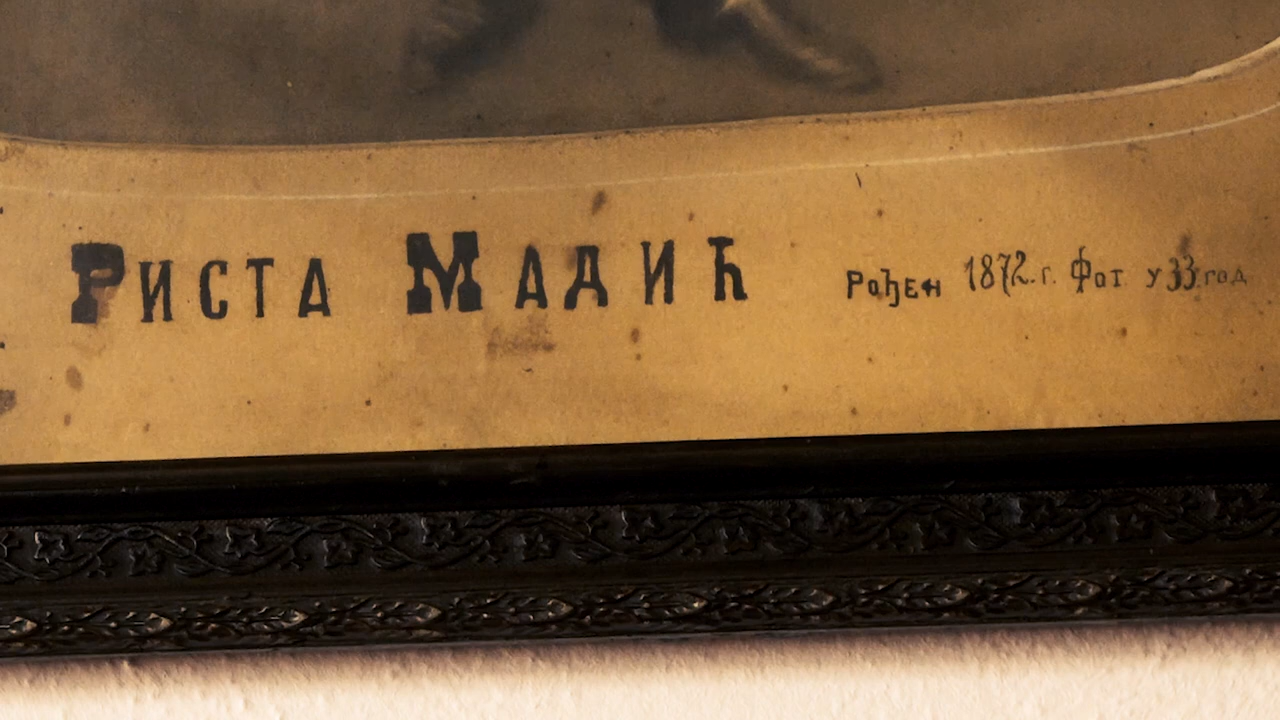 Риста Мадић Рођен 1872. г. Фот у 33 год